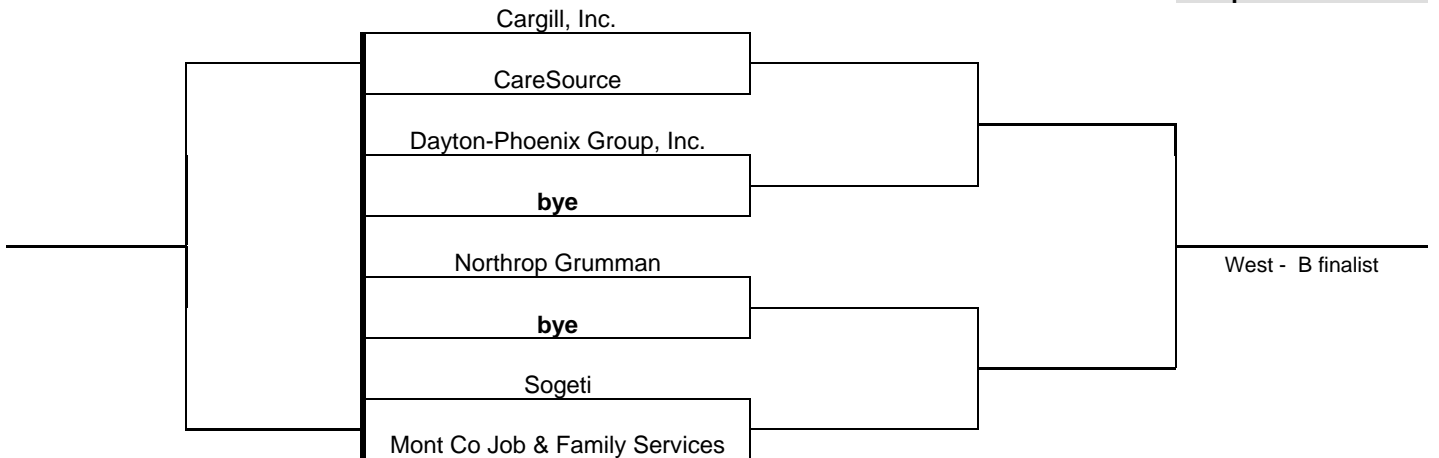 Cargill, Inc.
CareSource
Dayton-Phoenix Group, Inc.
bye
Northrop Grumman
West -  B finalist
bye
Sogeti
Mont Co Job & Family Services